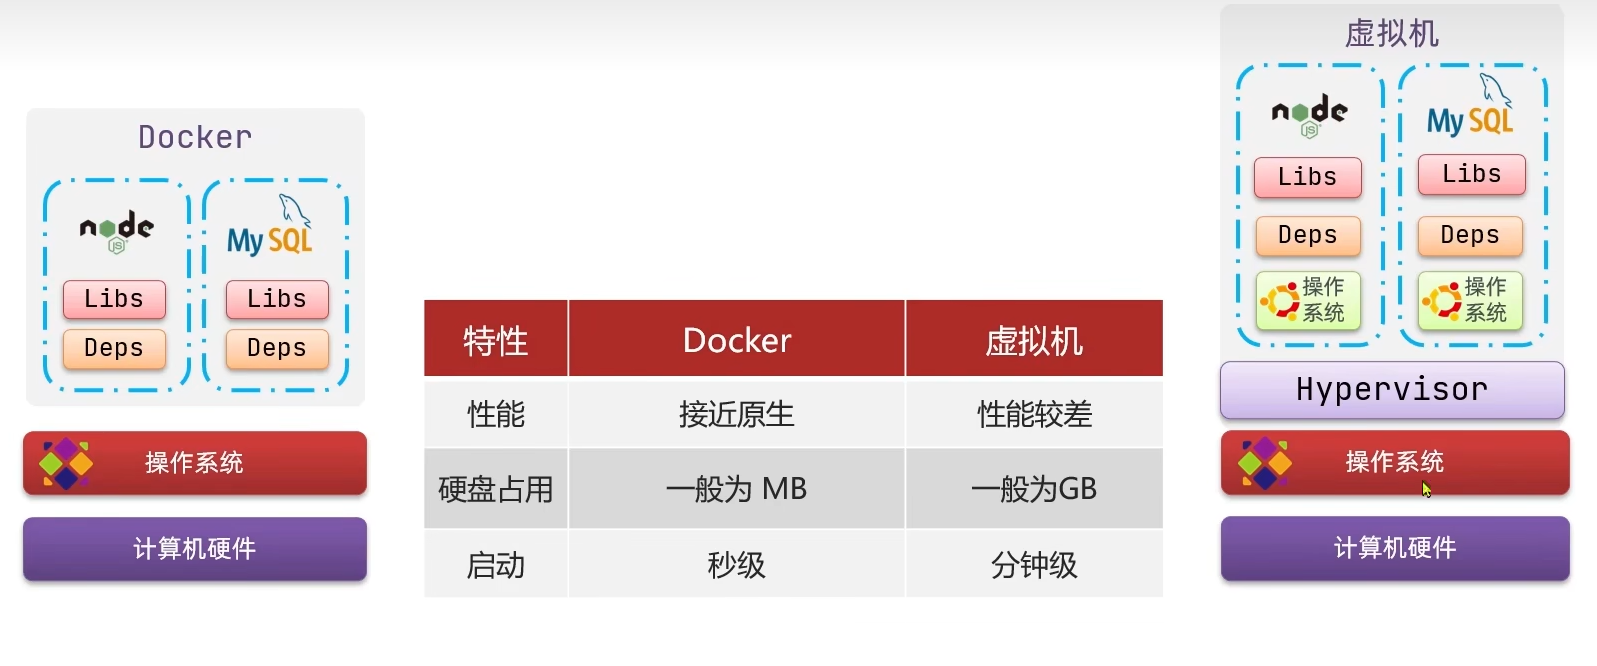 Docker
node
JS
MySQL
Libs
Libs
Deps
Deps
操作系统
计算机硬件
特性 Docker 虚拟机
性能 接近原生 性能较差
硬盘占用 一般为 MB 一般为GB
启动 秒级 分钟级
虚拟机
node
JS
MySQL
Libs
Libs
Deps
Deps
操作
系统
操作
系统
Hypervisor
操作系统
计算机硬件